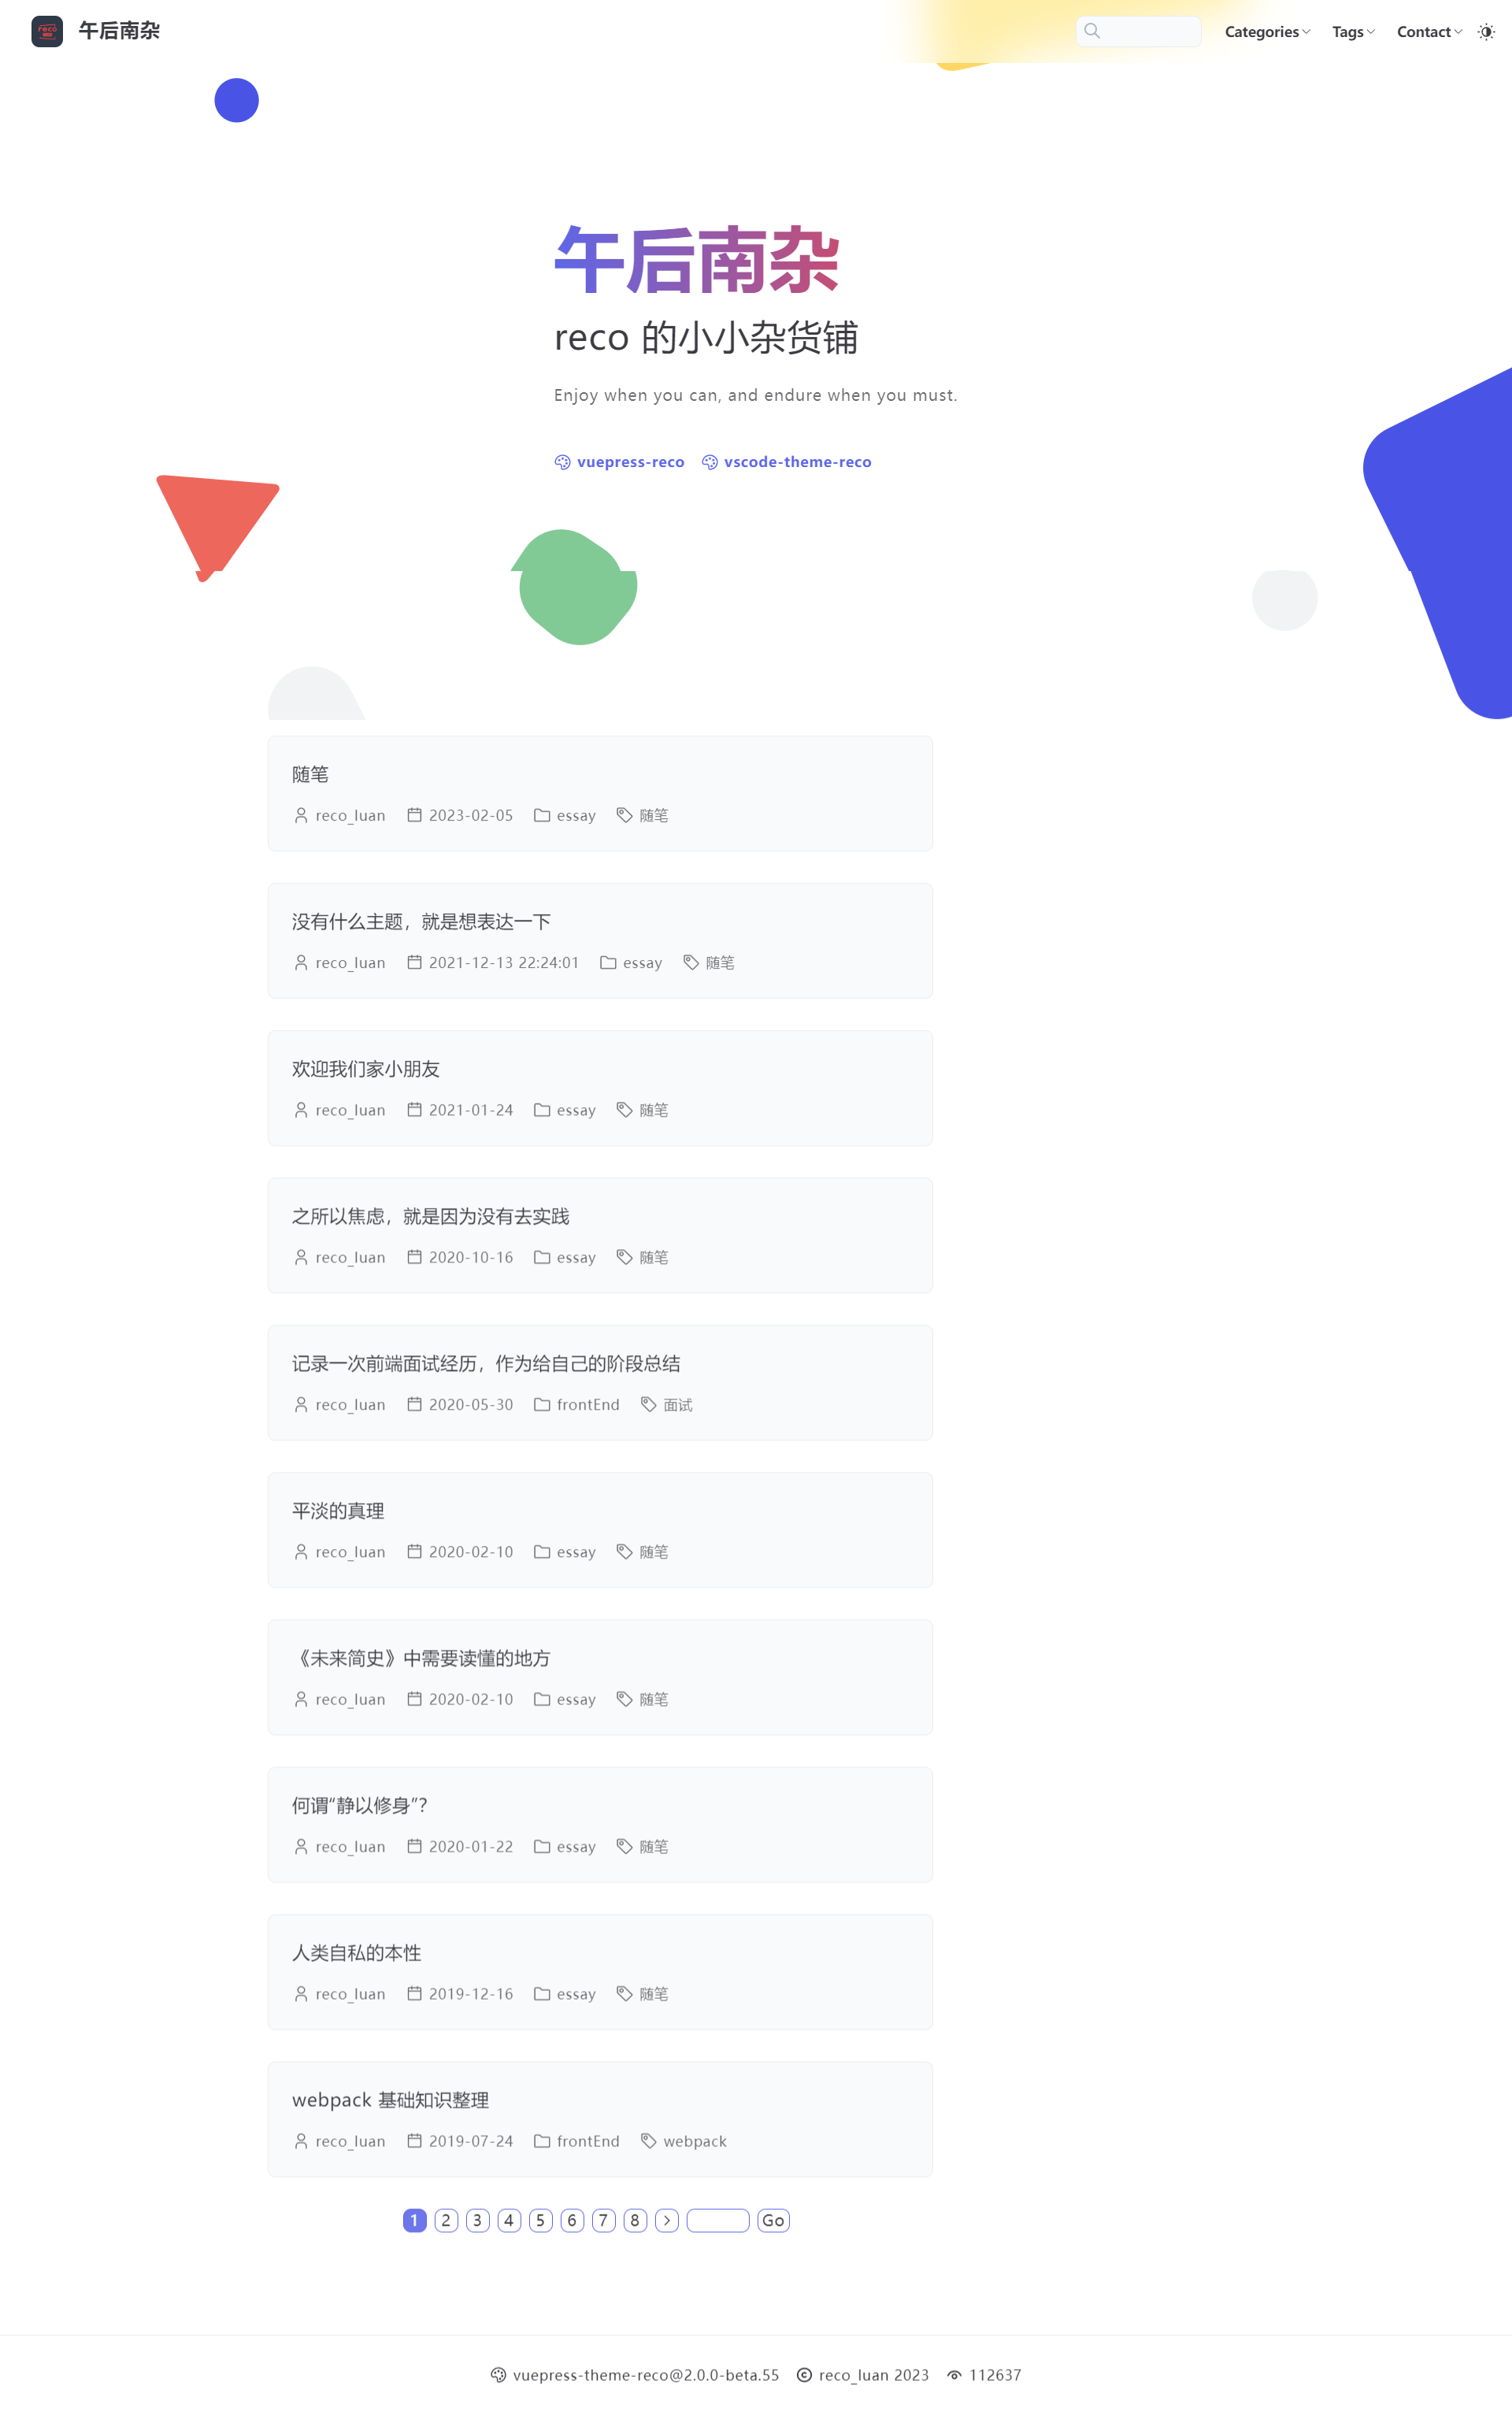 reco
午后南杂
Categories
Tags
Contact
午后南杂
reco 的小小杂货铺
Enjoy when you can, and endure when you must.
vuepress-reco vscode-theme-reco
随笔
reco_luan 2023-02-05 essay 随笔
没有什么主题，就是想表达一下
reco_luan 2021-12-13 22:24:01 essay 随笔
欢迎我们家小朋友
reco_luan 2021-01-24 essay 随笔
之所以焦虑，就是因为没有去实践
reco_luan 2020-10-16 essay 随笔
记录一次前端面试经历，作为给自己的阶段总结
reco_luan 2020-05-30 frontEnd 面试
平淡的真理
reco_luan 2020-02-10 essay 随笔
《未来简史》中需要读懂的地方
reco_luan 2020-02-10 essay 随笔
何谓“静以修身”？
reco_luan 2020-01-22 essay 随笔
人类自私的本性
reco_luan 2019-12-16 essay 随笔
webpack 基础知识整理
reco_luan 2019-07-24 frontEnd webpack
1 2 3 4 5 6 7 8 Go
vuepress-theme-reco@2.0.0-beta.55 reco_luan 2023 112637